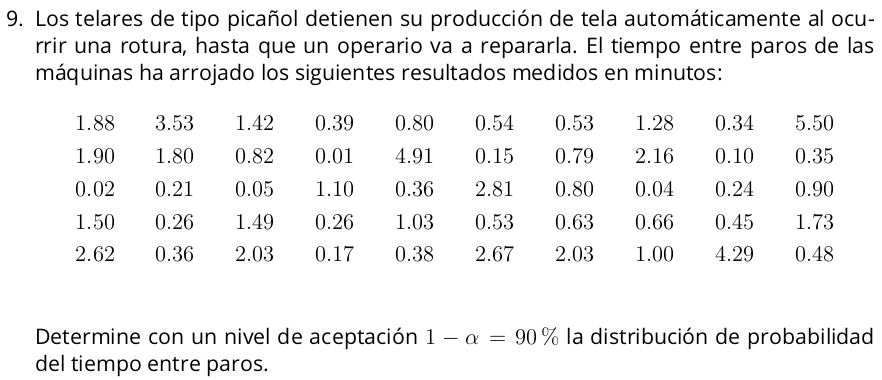 9. Los telares de tipo picañol detienen su producción de tela automáticamente al ocu-
rrir una rotura, hasta que un operario va a repararla. El tiempo entre paros de las
máquinas ha arrojado los siguientes resultados medidos en minutos:
1.88 3.53 1.42 0.39 0.80 0.54 0.53 1.28 0.34 5.50
1.90 1.80 0.82 0.01 4.91 0.15 0.79 2.16 0.10 0.35
0.02 0.21 0.05 1.10 0.36 2.81 0.80 0.04 0.24 0.90
1.50 0.26 1.49 0.26 1.03 0.53 0.63 0.66 0.45 1.73
2.62 0.36 2.03 0.17 0.38 2.67 2.03 1.00 4.29 0.48
Determine con un nivel de aceptación 1 − α = 90 % la distribución de probabilidad
del tiempo entre paros.